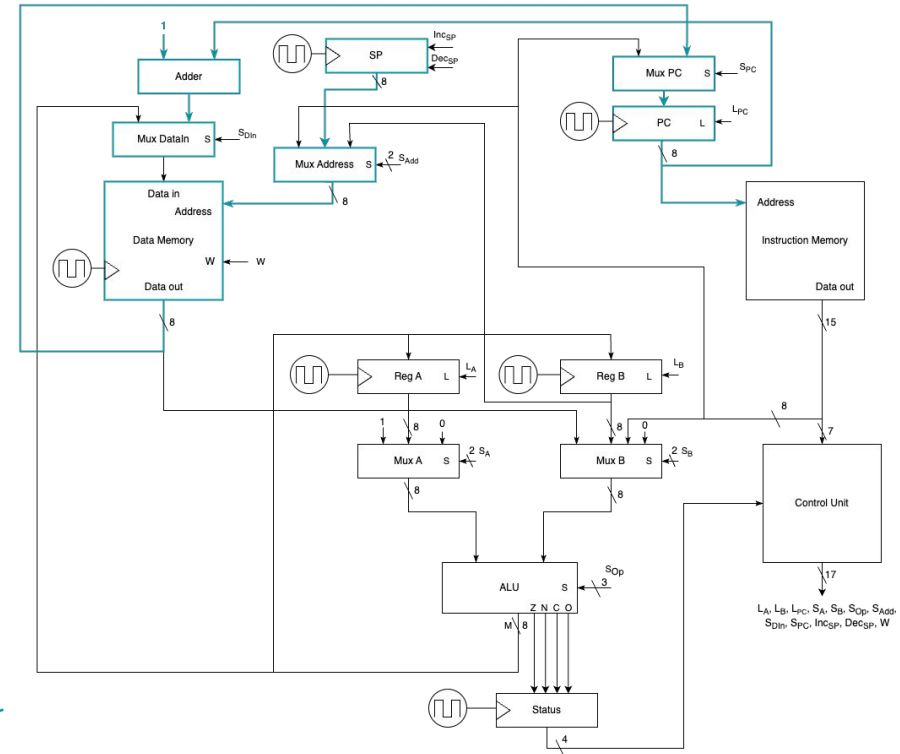 1
Adder
SP
Inc_SP
Dec_SP
8
Mux PC S
S_PC
PC L
L_PC
8
Mux DataIn S
S_DIn
Mux Address S
2 S_Add
8
Data in
Address
Data Memory
W
W
Data out
8
Address
Instruction Memory
Data out
15
Reg A L
L_A
Reg B L
L_B
8
7
1
8
0
8
0
Mux A S
2 S_A
Mux B S
2 S_B
8
8
Control Unit
17
L_A, L_B, L_PC, S_A, S_B, S_Op, S_Add,
S_DIn, S_PC, Inc_SP, Dec_SP, W
ALU S
S_Op
3
Z N C O
M 8
Status
4